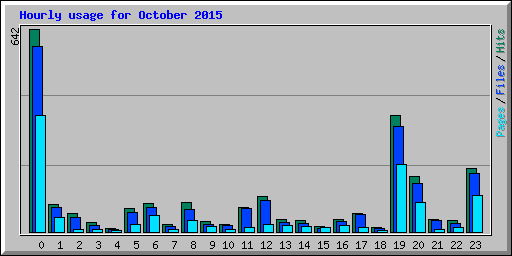 Hourly usage for October 2015
642
Pages/Files/Hits
0 1 2 3 4 5 6 7 8 9 10 11 12 13 14 15 16 17 18 19 20 21 22 23